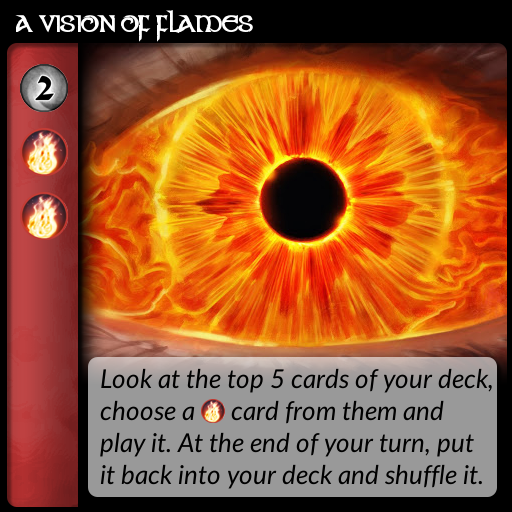 A VISION OF FLAMES
2
Look at the top 5 cards of your deck,
choose a card from them and
play it. At the end of your turn, put
it back into your deck and shuffle it.